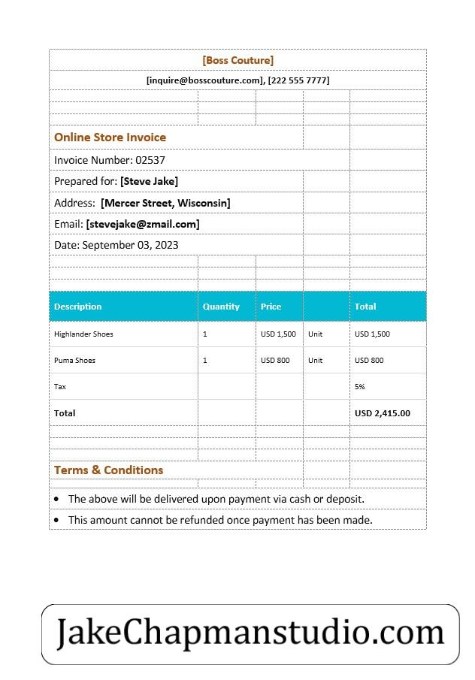 [Boss Couture]
[inquire@bosscouture.com], [222 555 7777]
Online Store Invoice
Invoice Number: 02537
Prepared for: [Steve Jake]
Address: [Mercer Street, Wisconsin]
Email: [stevejake@zmail.com]
Date: September 03, 2023
Description Quantity Price Total
Highlander Shoes 1 USD 1,500 Unit USD 1,500
Puma Shoes 1 USD 800 Unit USD 800
Tax 5%
Total USD 2,415.00
Terms & Conditions
• The above will be delivered upon payment via cash or deposit.
• This amount cannot be refunded once payment has been made.
JakeChapmanstudio.com